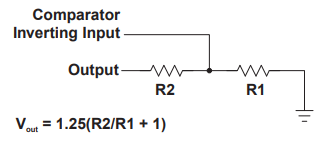 Comparator
Inverting Input
Output
R2
R1
Vout = 1.25(R2/R1 + 1)